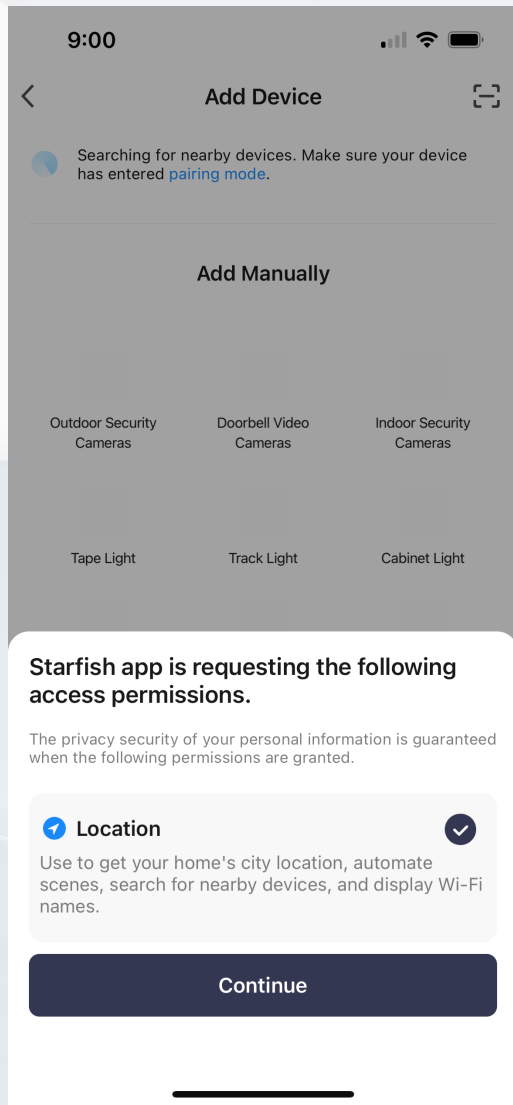 9:00
Add Device
Searching for nearby devices. Make sure your device
has entered pairing mode.
Add Manually
Outdoor Security
Cameras
Doorbell Video
Cameras
Indoor Security
Cameras
Tape Light
Track Light
Cabinet Light
Starfish app is requesting the following
access permissions.
The privacy security of your personal information is guaranteed
when the following permissions are granted.
Location
Use to get your home's city location, automate
scenes, search for nearby devices, and display Wi-Fi
names.
Continue